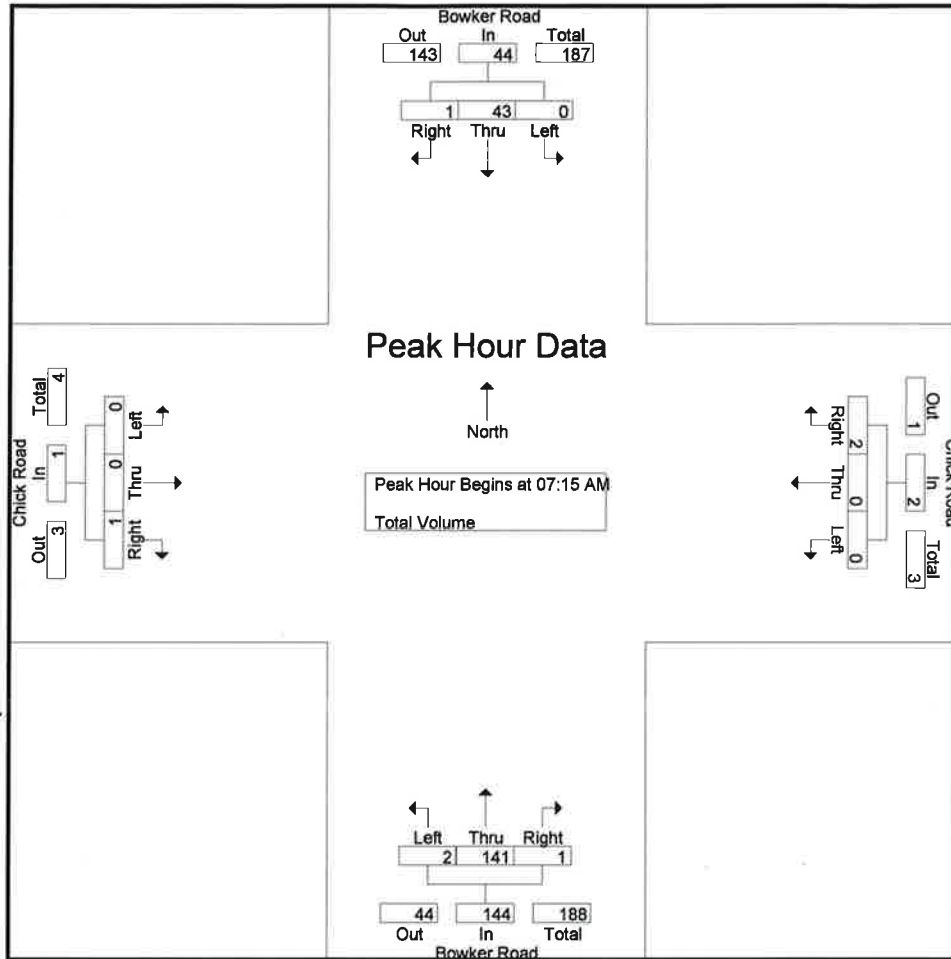 Bowker Road
Out In Total
143 44 187
1 43 0
Right Thru Left
Peak Hour Data
North
Peak Hour Begins at 07:15 AM
Total Volume
Chick Road
Out In Total
3 1 4
1 0 0
Right Thru Left
Chick Road
Out In Total
1 2 3
2 0 0
Right Thru Left
Left Thru Right
2 141 1
44 144 188
Out In Total
Bowker Road